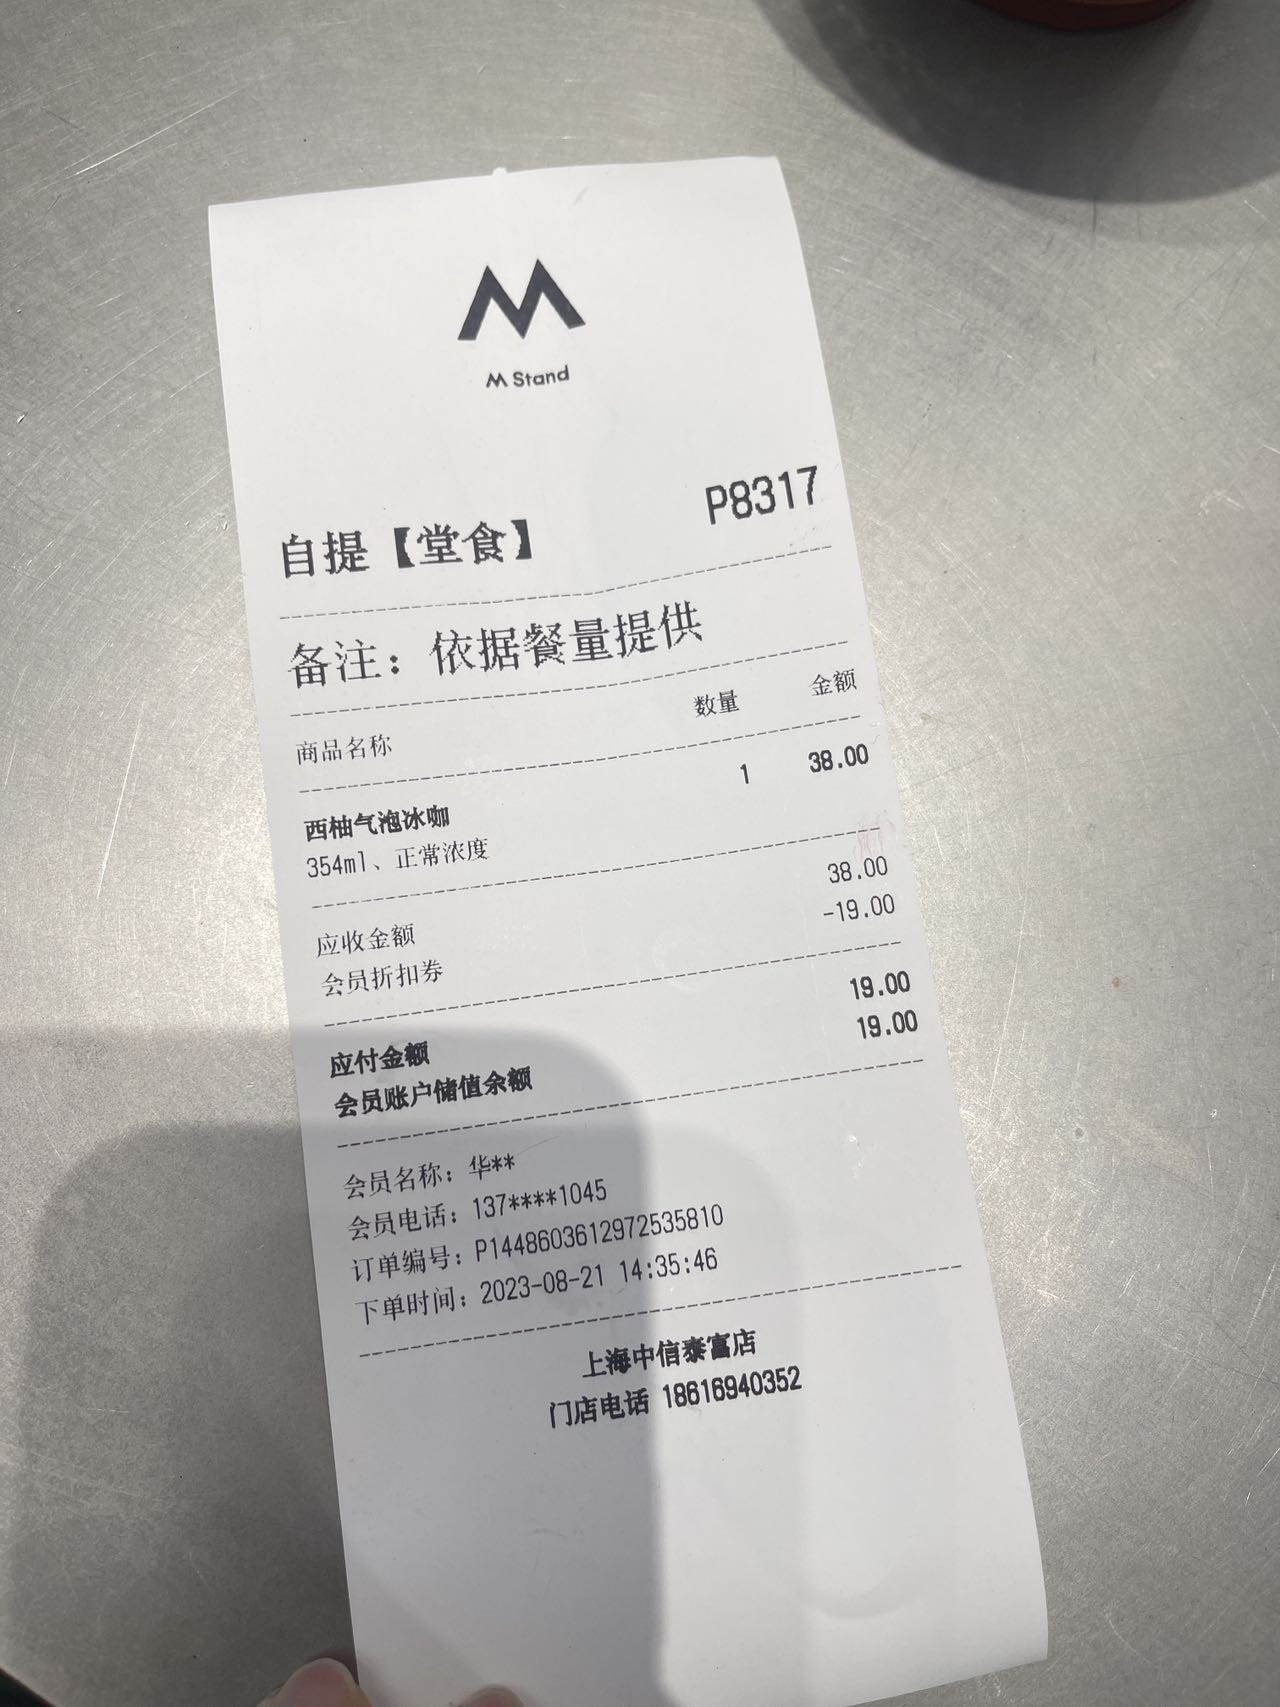 M Stand
P8317
自提【堂食】
备注：依据餐量提供
商品名称 数量 金额
西柚气泡冰咖 1 38.00
354ml、正常浓度
应收金额 38.00
会员折扣券 -19.00
应付金额 19.00
会员账户储值余额 19.00
会员名称：华**
会员电话：137****1045
订单编号：P1448603612972535810
下单时间：2023-08-21 14:35:46
上海中信泰富店
门店电话 18616940352